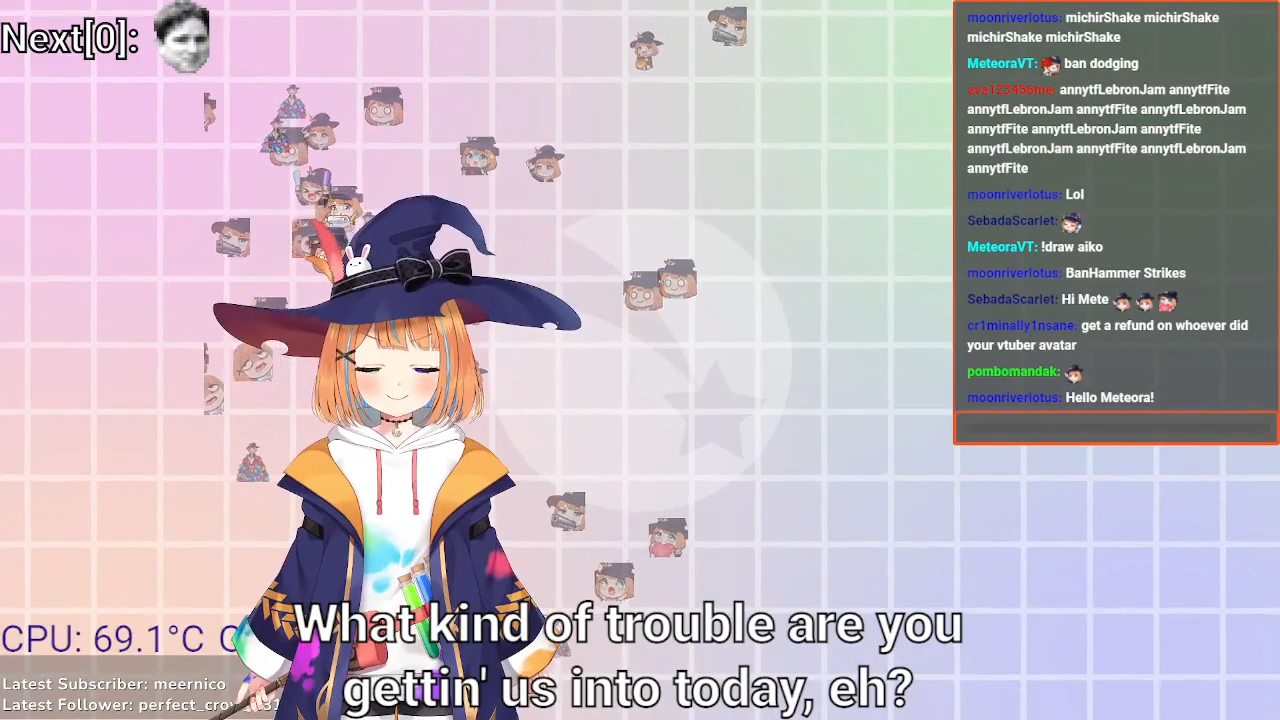 Next[0]:
moonriverlotus: michirShake michirShake
michirShake michirShake
MeteoraVT: ban dodging
ava123456me: annytfLebronJam annytfFite
annytfLebronJam annytfFite annytfLebronJam
annytfFite annytfLebronJam annytfFite
annytfLebronJam annytfFite annytfLebronJam
annytfFite
moonriverlotus: Lol
SebadaScarlet:
MeteoraVT: !draw aiko
moonriverlotus: BanHammer Strikes
SebadaScarlet: Hi Mete
cr1minally1nsane: get a refund on whoever did
your vtuber avatar
pombomandak:
moonriverlotus: Hello Meteora!
What kind of trouble are you
gettin' us into today, eh?
CPU: 69.1°C
Latest Subscriber: meernico
Latest Follower: